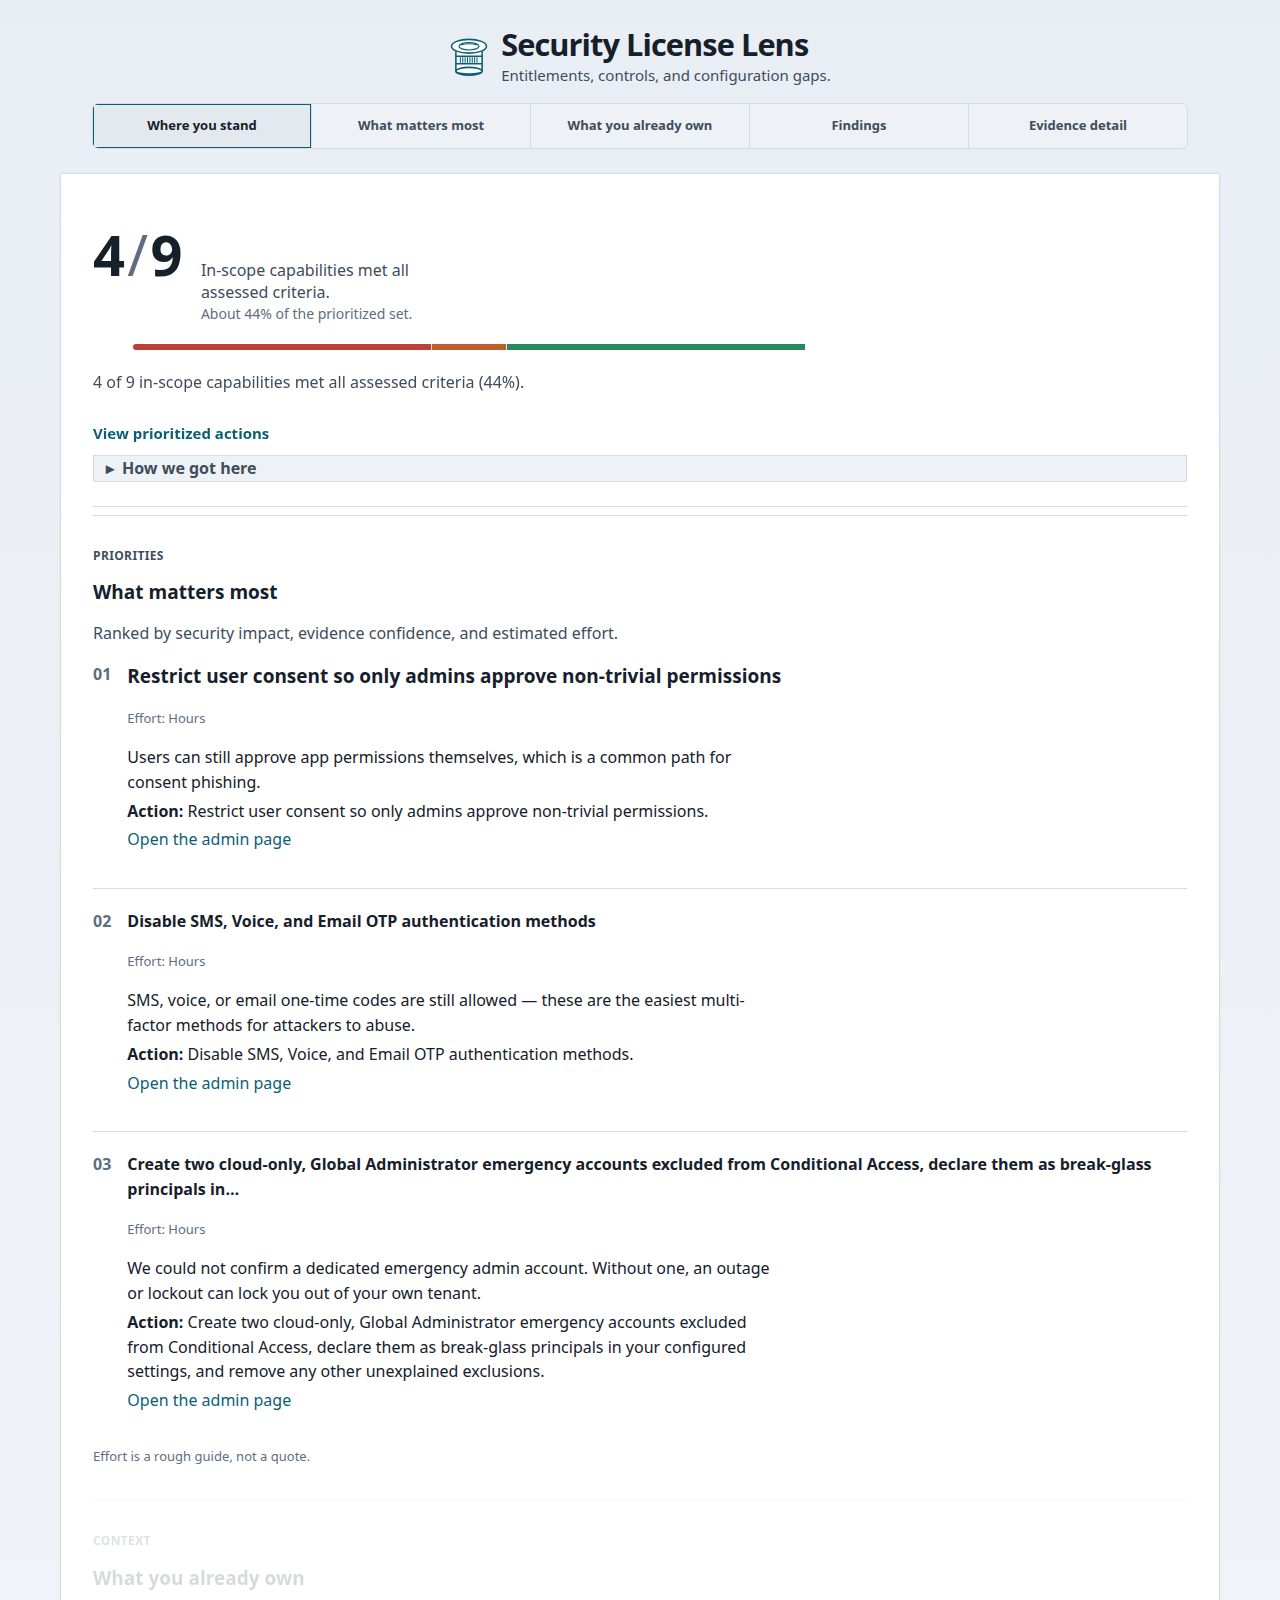 Security License Lens
Entitlements, controls, and configuration gaps.
Where you stand
What matters most
What you already own
Findings
Evidence detail
4/9
In-scope capabilities met all
assessed criteria.
About 44% of the prioritized set.
4 of 9 in-scope capabilities met all assessed criteria (44%).
View prioritized actions
► How we got here
PRIORITIES
What matters most
Ranked by security impact, evidence confidence, and estimated effort.
01 Restrict user consent so only admins approve non-trivial permissions
Effort: Hours
Users can still approve app permissions themselves, which is a common path for
consent phishing.
Action: Restrict user consent so only admins approve non-trivial permissions.
Open the admin page
02 Disable SMS, Voice, and Email OTP authentication methods
Effort: Hours
SMS, voice, or email one-time codes are still allowed — these are the easiest multi-
factor methods for attackers to abuse.
Action: Disable SMS, Voice, and Email OTP authentication methods.
Open the admin page
03 Create two cloud-only, Global Administrator emergency accounts excluded from Conditional Access, declare them as break-glass
principals in...
Effort: Hours
We could not confirm a dedicated emergency admin account. Without one, an outage
or lockout can lock you out of your own tenant.
Action: Create two cloud-only, Global Administrator emergency accounts excluded
from Conditional Access, declare them as break-glass principals in your configured
settings, and remove any other unexplained exclusions.
Open the admin page
Effort is a rough guide, not a quote.
CONTEXT
What you already own